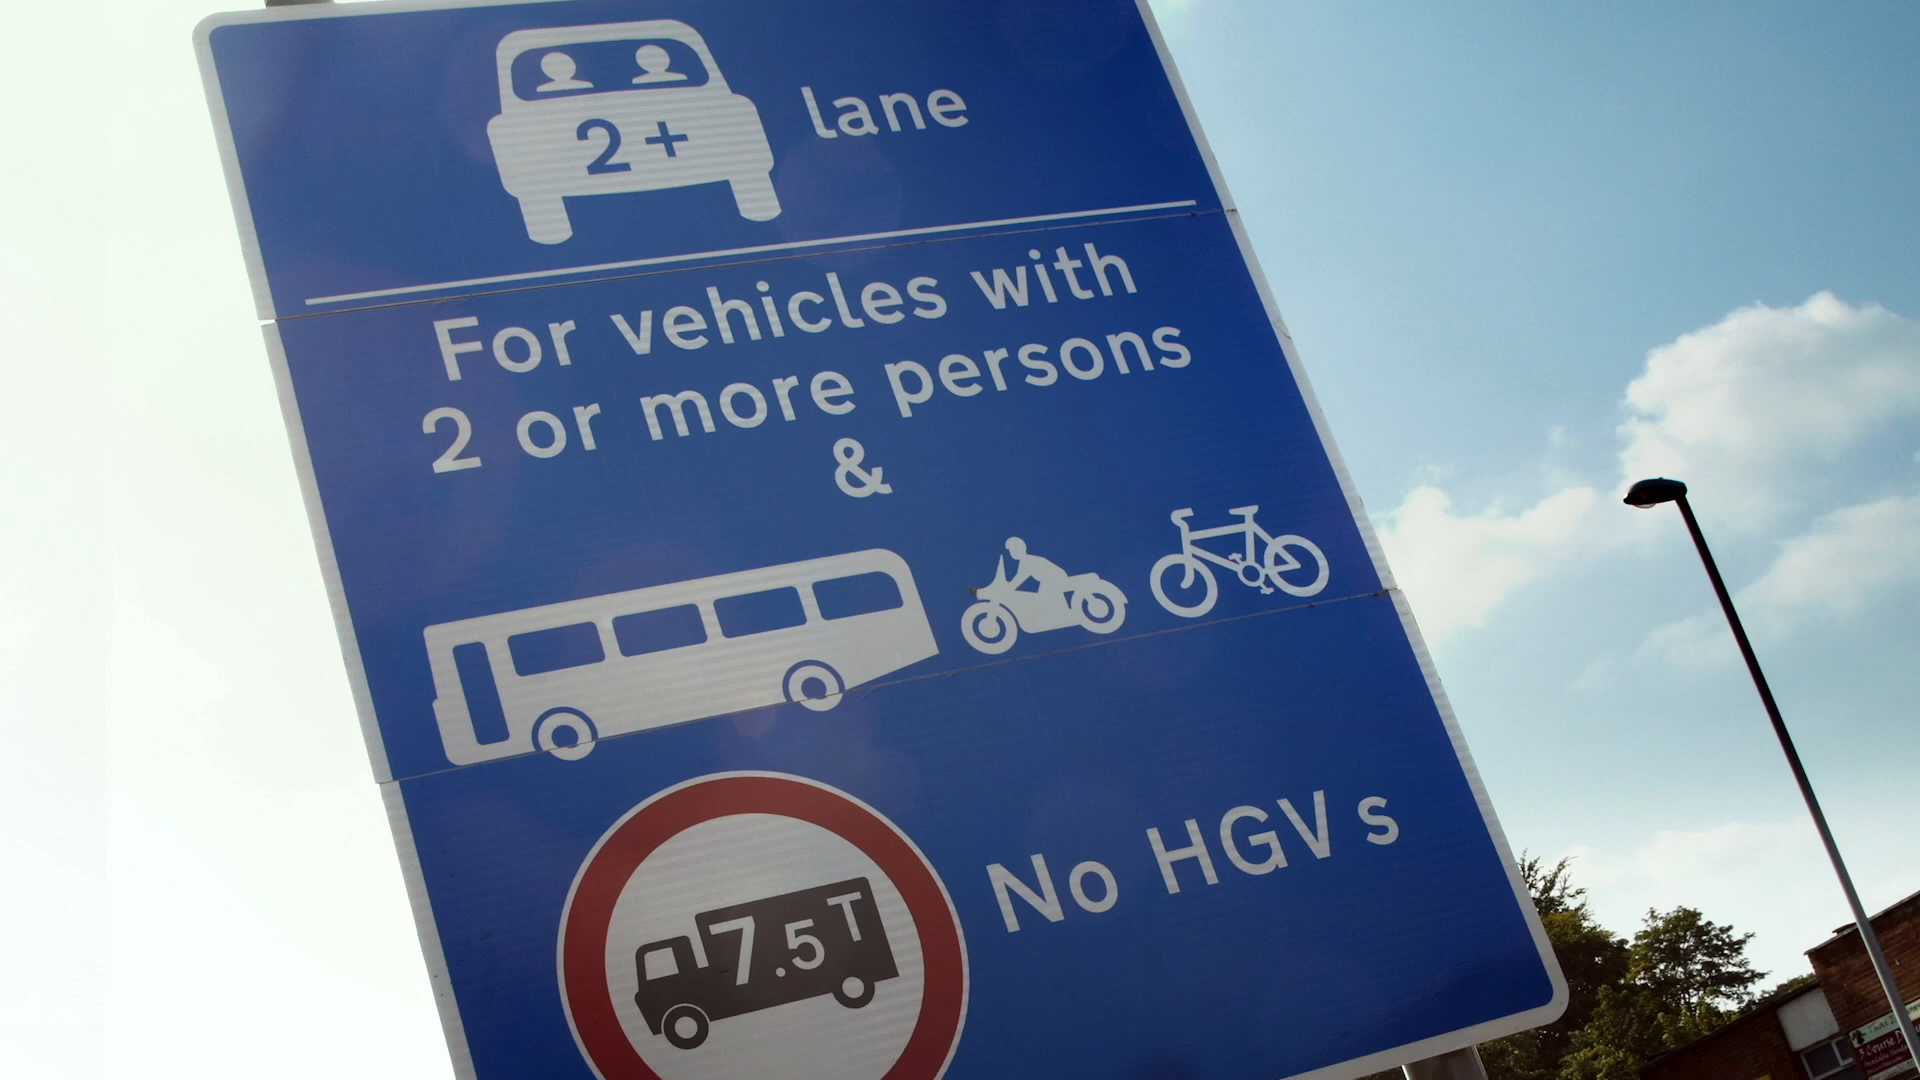 2+ lane
For vehicles with
2 or more persons
&
No HGVs
7.5T